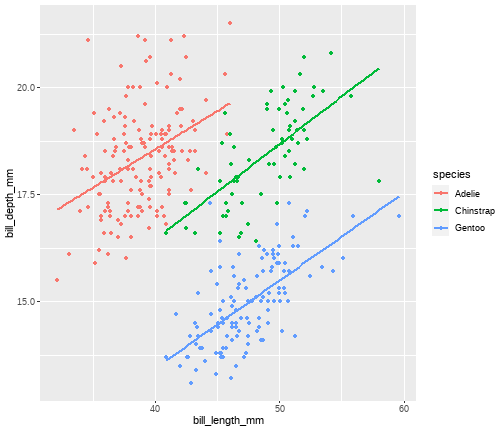 20.0
17.5
15.0
bill_depth_mm
40
50
60
bill_length_mm
species
Adelie
Chinstrap
Gentoo